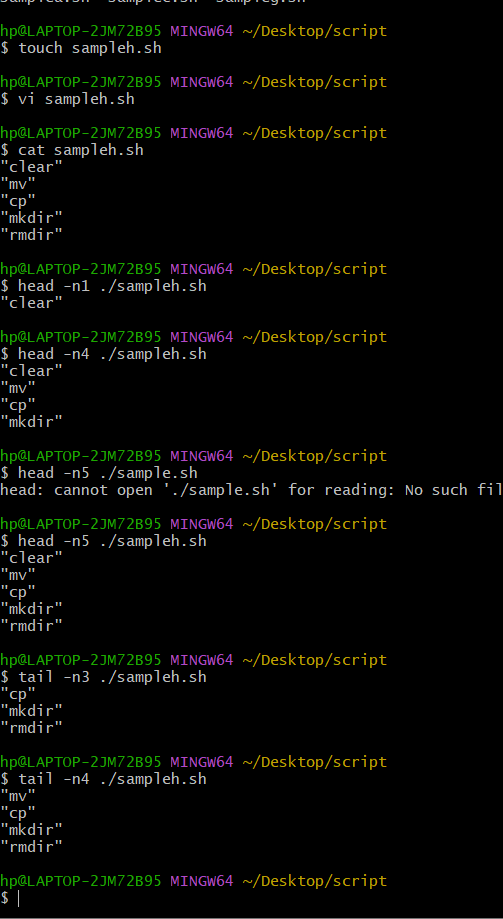 hp@LAPTOP-2JM72B95 MINGW64 ~/Desktop/script
$ touch sampleh.sh
hp@LAPTOP-2JM72B95 MINGW64 ~/Desktop/script
$ vi sampleh.sh
hp@LAPTOP-2JM72B95 MINGW64 ~/Desktop/script
$ cat sampleh.sh
"clear"
"mv"
"cp"
"mkdir"
"rmdir"
hp@LAPTOP-2JM72B95 MINGW64 ~/Desktop/script
$ head -n1 ./sampleh.sh
"clear"
hp@LAPTOP-2JM72B95 MINGW64 ~/Desktop/script
$ head -n4 ./sampleh.sh
"clear"
"mv"
"cp"
"mkdir"
hp@LAPTOP-2JM72B95 MINGW64 ~/Desktop/script
$ head -n5 ./sample.sh
head: cannot open './sample.sh' for reading: No such fil
hp@LAPTOP-2JM72B95 MINGW64 ~/Desktop/script
$ head -n5 ./sampleh.sh
"clear"
"mv"
"cp"
"mkdir"
"rmdir"
hp@LAPTOP-2JM72B95 MINGW64 ~/Desktop/script
$ tail -n3 ./sampleh.sh
"cp"
"mkdir"
"rmdir"
hp@LAPTOP-2JM72B95 MINGW64 ~/Desktop/script
$ tail -n4 ./sampleh.sh
"mv"
"cp"
"mkdir"
"rmdir"
hp@LAPTOP-2JM72B95 MINGW64 ~/Desktop/script
$